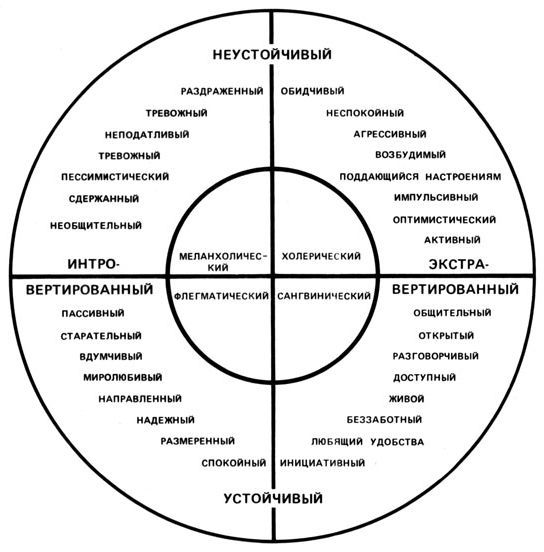 НЕУСТОЙЧИВЫЙ
РАЗДРАЖЕННЫЙ
ТРЕВОЖНЫЙ
НЕПОДАТЛИВЫЙ
ТРЕВОЖНЫЙ
ПЕССИМИСТИЧЕСКИЙ
СДЕРЖАННЫЙ
НЕОБЩИТЕЛЬНЫЙ
ОБИДЧИВЫЙ
НЕСПОКОЙНЫЙ
АГРЕССИВНЫЙ
ВОЗБУДИМЫЙ
ПОДДАЮЩИЙСЯ НАСТРОЕНИЯМ
ИМПУЛЬСИВНЫЙ
ОПТИМИСТИЧЕСКИЙ
АКТИВНЫЙ
МЕЛАНХОЛИЧЕС-
КИЙ
ХОЛЕРИЧЕСКИЙ
ИНТРО-
ВЕРТИРОВАННЫЙ
ЭКСТРА-
ВЕРТИРОВАННЫЙ
ФЛЕГМАТИЧЕСКИЙ
САНГВИНИЧЕСКИЙ
ПАССИВНЫЙ
СТАРАТЕЛЬНЫЙ
ВДУМЧИВЫЙ
МИРОЛЮБИВЫЙ
НАПРАВЛЕННЫЙ
НАДЕЖНЫЙ
РАЗМЕРЕННЫЙ
СПОКОЙНЫЙ
ОБЩИТЕЛЬНЫЙ
ОТКРЫТЫЙ
РАЗГОВОРЧИВЫЙ
ДОСТУПНЫЙ
ЖИВОЙ
БЕЗЗАБОТНЫЙ
ЛЮБЯЩИЙ УДОБСТВА
ИНИЦИАТИВНЫЙ
УСТОЙЧИВЫЙ